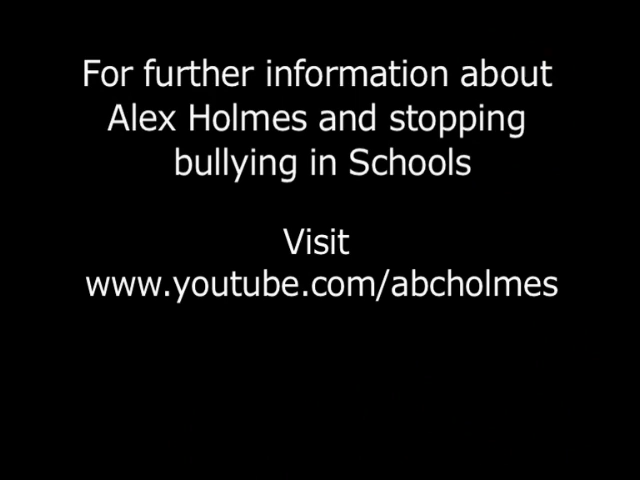 For further information about
Alex Holmes and stopping
bullying in Schools
Visit
www.youtube.com/abcholmes